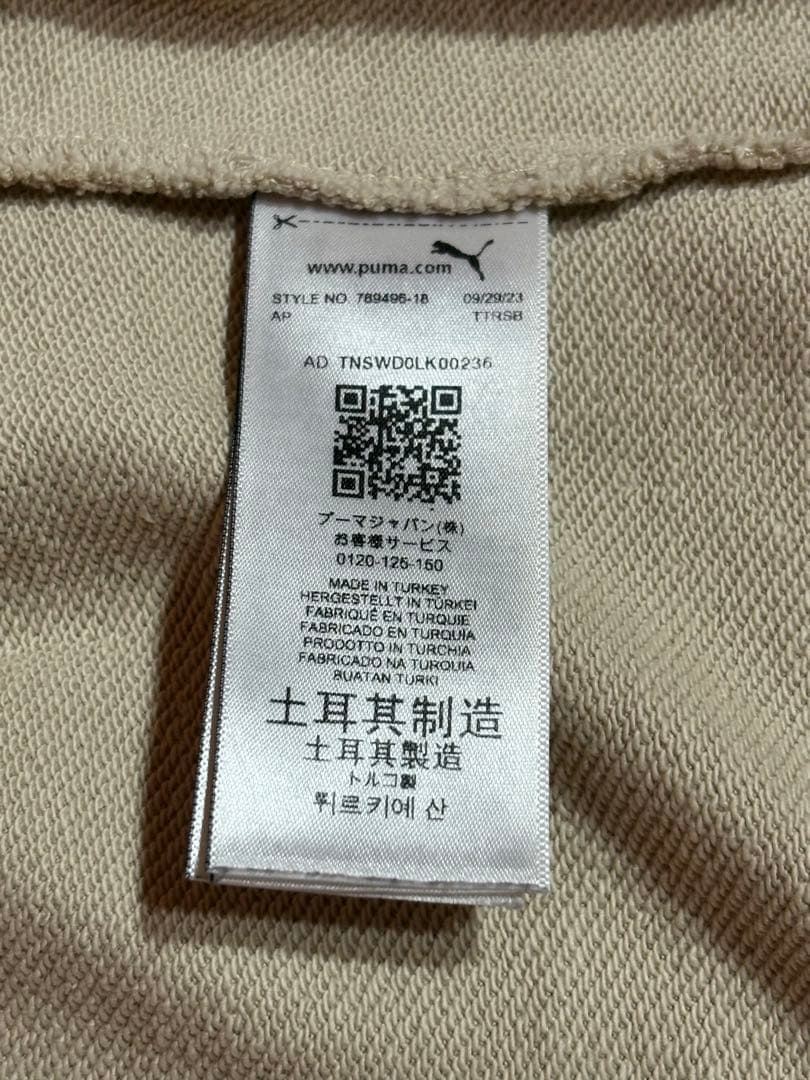 www.puma.com
STYLE NO. 769496-18 09/29/23
AP TTRSB
AD TNSWD0LK00236
プーマジャパン(株)
お客様サービス
0120-125-150
MADE IN TURKEY
HERGESTELLT IN TÜRKEI
FABRIQUÉ EN TURQUIE
FABRICADO EN TURQUÍA
PRODOTTO IN TURCHIA
FABRICADO NA TURQUIA
BUATAN TURKI
土耳其制造
土耳其製造
トルコ製
튀르키예 산